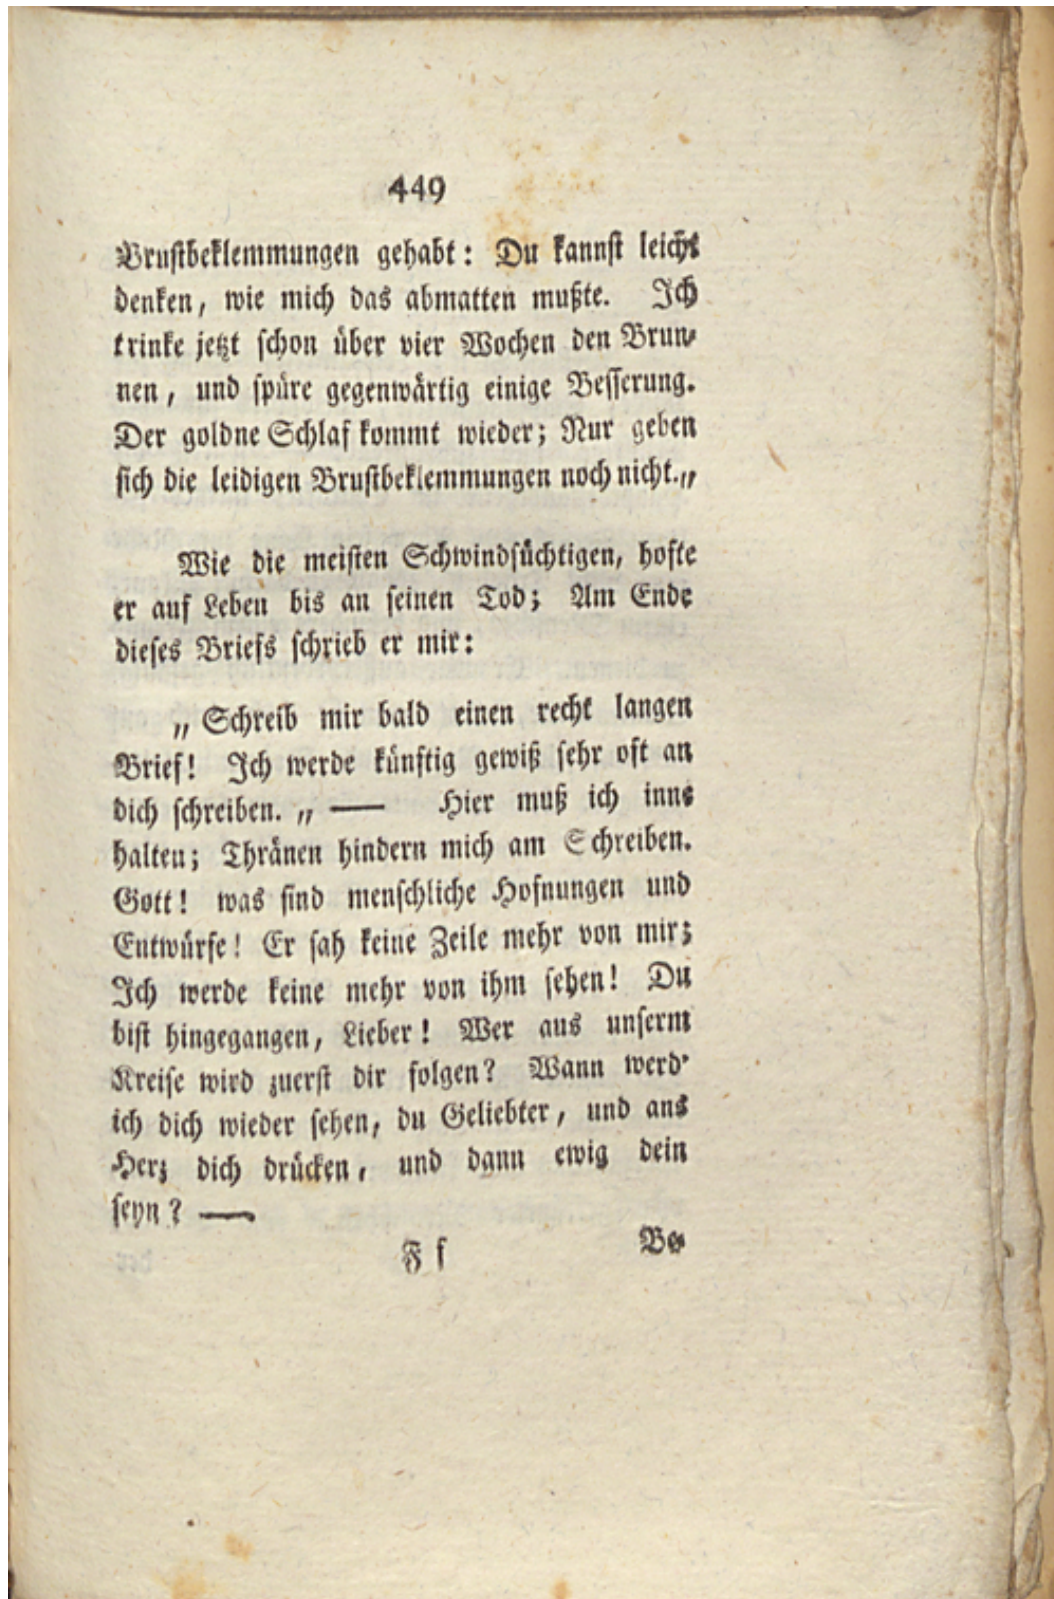 449
Brustbeklemmungen gehabt: Du kannst leicht
denken, wie mich das abmatten mußte. Ich
trinke jetzt schon über vier Wochen den Brun-
nen, und spüre gegenwärtig einige Besserung.
Der goldne Schlaf kommt wieder; Nur geben
sich die leidigen Brustbeklemmungen noch nicht.„
Wie die meisten Schwindsüchtigen, hofte
er auf Leben bis an seinen Tod; Am Ende
dieses Briefs schrieb er mir:
„Schreib mir bald einen recht langen
Brief! Ich werde künftig gewiß sehr oft an
dich schreiben.„ — Hier muß ich inne
halten; Thränen hindern mich am Schreiben.
Gott! was sind menschliche Hofnungen und
Entwürfe! Er sah keine Zeile mehr von mir;
Ich werde keine mehr von ihm sehen! Du
bist hingegangen, Lieber! Wer aus unserm
Kreise wird zuerst dir folgen? Wann werd'
ich dich wieder sehen, du Geliebter, und ans
Herz dich drücken, und dann ewig dein
seyn? —
Ff Be-